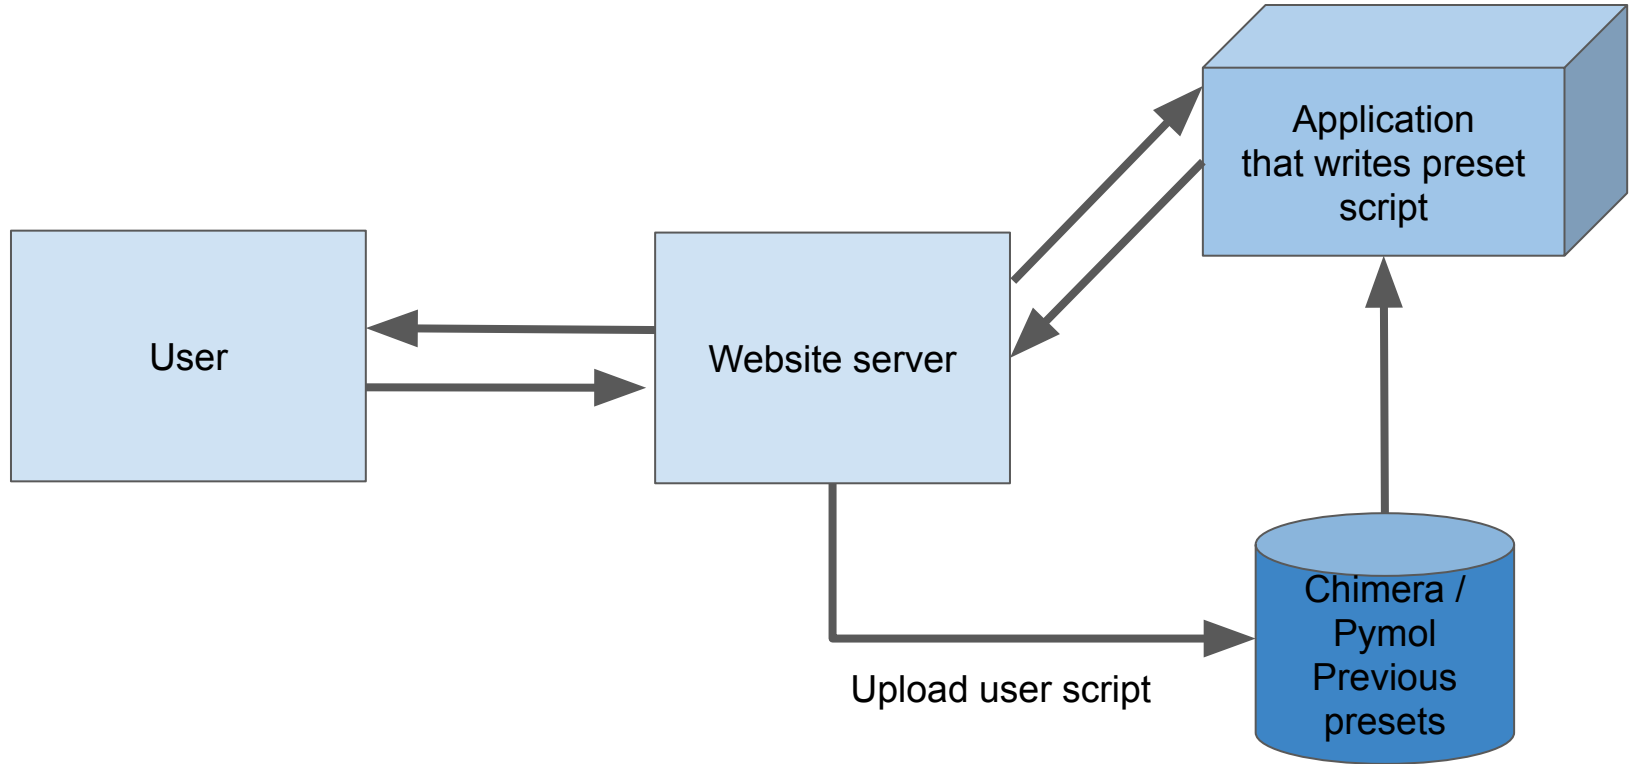 Application
that writes preset
script
User
Website server
Chimera /
Pymol
Previous
presets
Upload user script